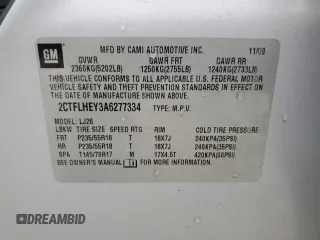 GM
MFD BY CAMI AUTOMOTIVE INC. 11/09
GVWR GAWR FRT GAWR RR
2360KG(5202LB) 1250KG(2755LB) 1240KG(2733LB)
THIS VEHICLE CONFORMS TO ALL APPLICABLE U.S. FEDERAL MOTOR
VEHICLE SAFETY AND THEFT PREVENTION STANDARDS IN EFFECT ON
THE DATE OF MANUFACTURE SHOWN ABOVE.
2CTFLHEY3A6277334 TYPE: M.P.V.
MODEL: LJ26
TIRE SIZE SPEED RTG RIM COLD TIRE PRESSURE
FRT P235/55R18 T 18X7J 240KPA(35PSI)
RR P235/55R18 T 18X7J 240KPA(35PSI)
SPA T145/70R17 M 17X4.5T 420KPA(60PSI)
SEE OWNER'S MANUAL
DREAMBID